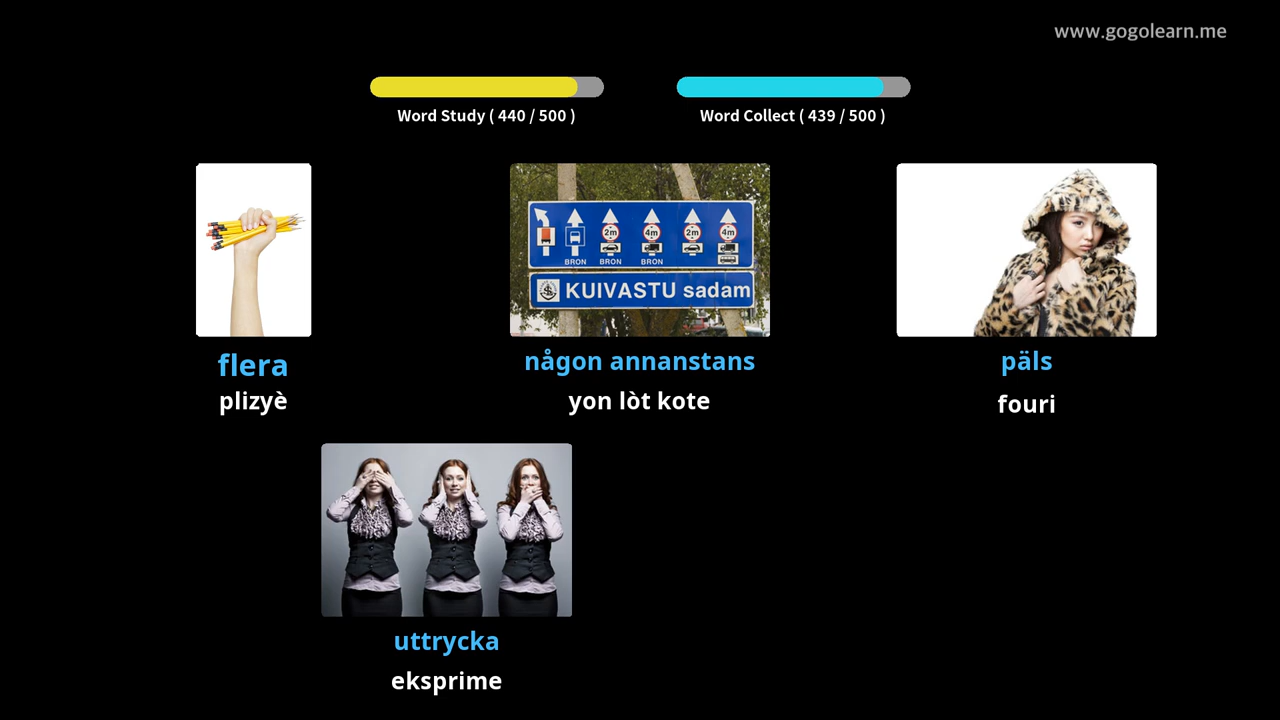 www.gogolearn.me
Word Study ( 440 / 500 )
Word Collect ( 439 / 500 )
BRON
BRON
BRON
KUIVASTU sadam
2m
4m
2m
4m
flera
plizyè
någon annanstans
yon lòt kote
päls
fouri
uttrycka
eksprime